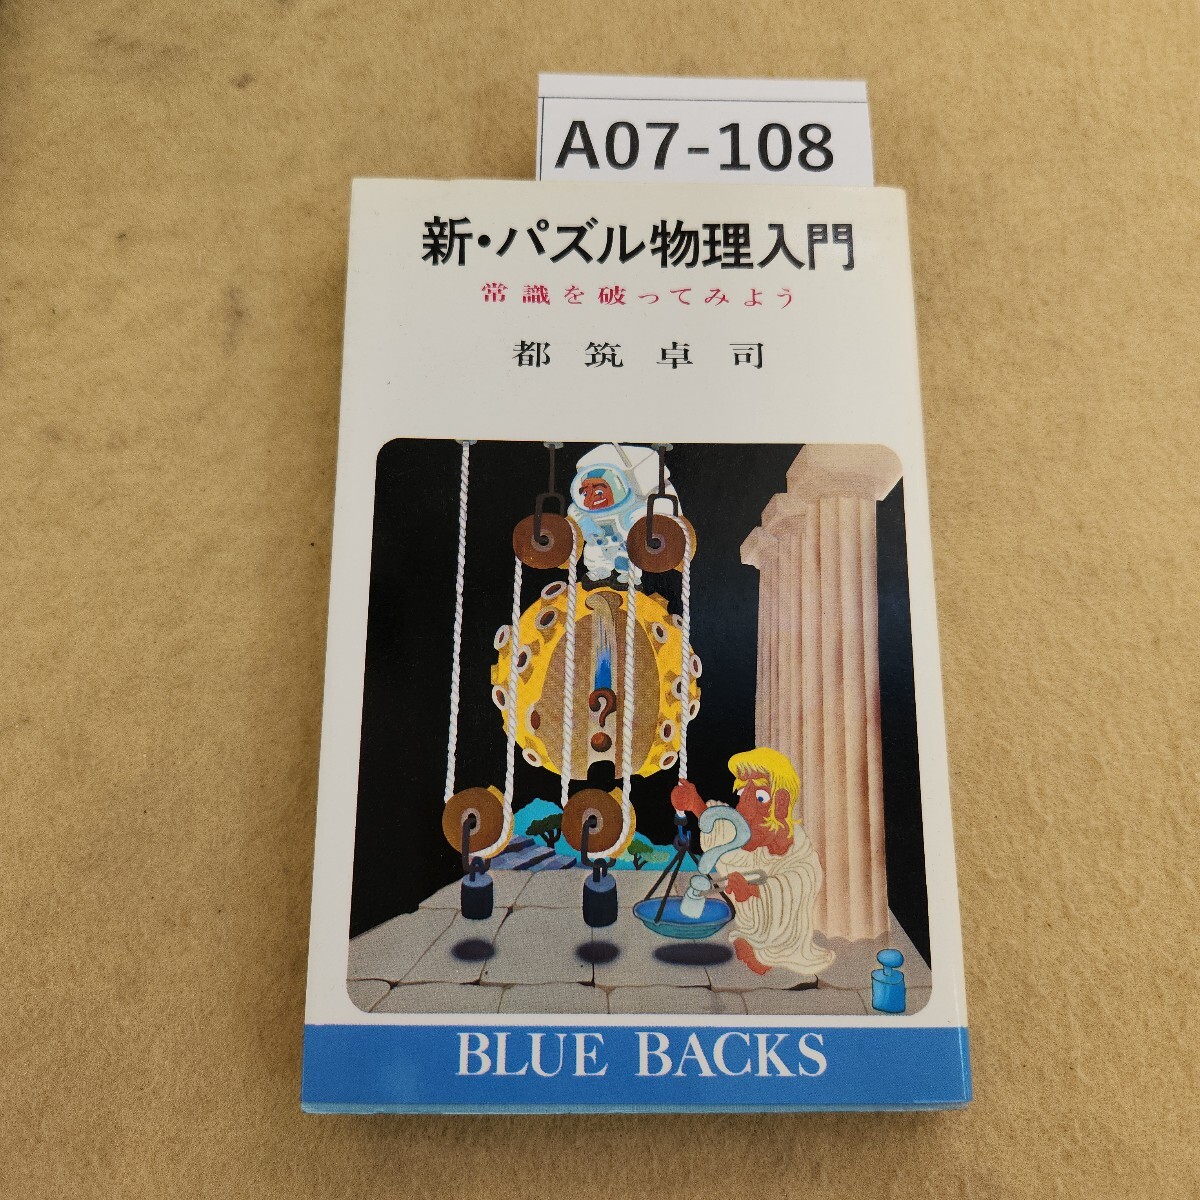 A07-108
新・パズル物理入門
常識を破ってみよう
都筑卓司
?
?
BLUE BACKS